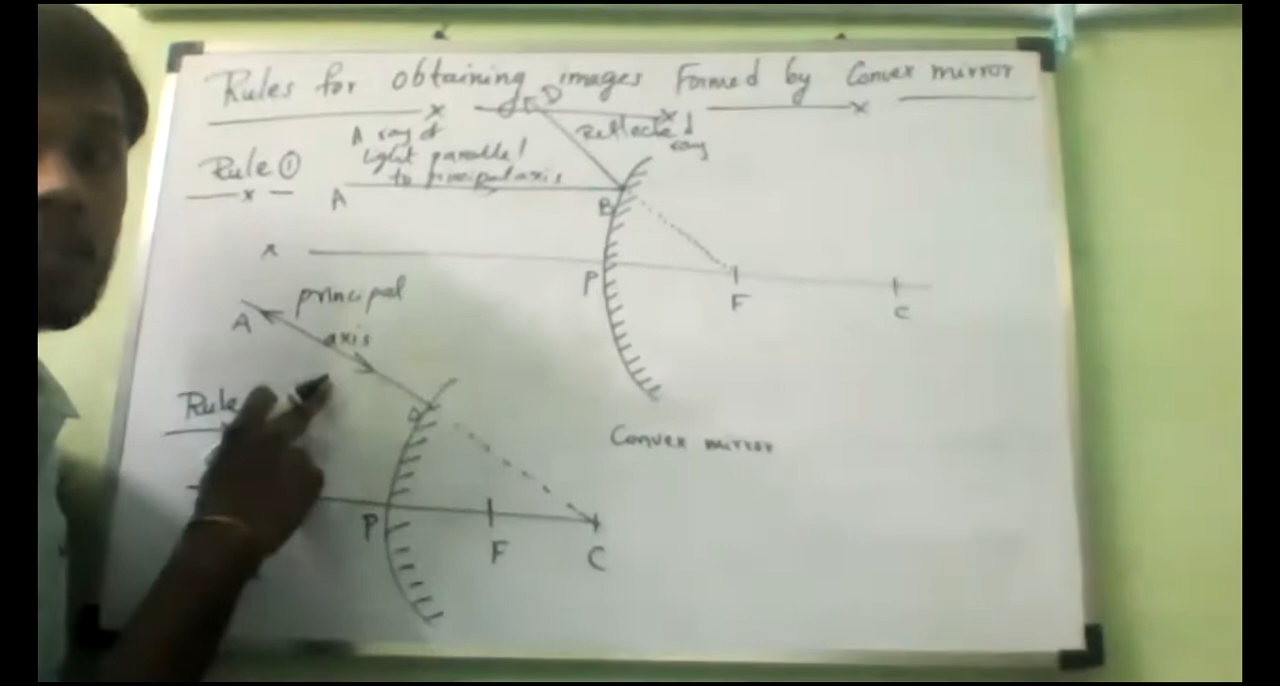 Rules for obtaining images Formed by Convex mirror
D
A ray of
light parallel
to principal axis
Reflected
ray
Rule ①
A
B
X
P
F
C
principal
axis
A
Rule
P
F
C
Convex mirror